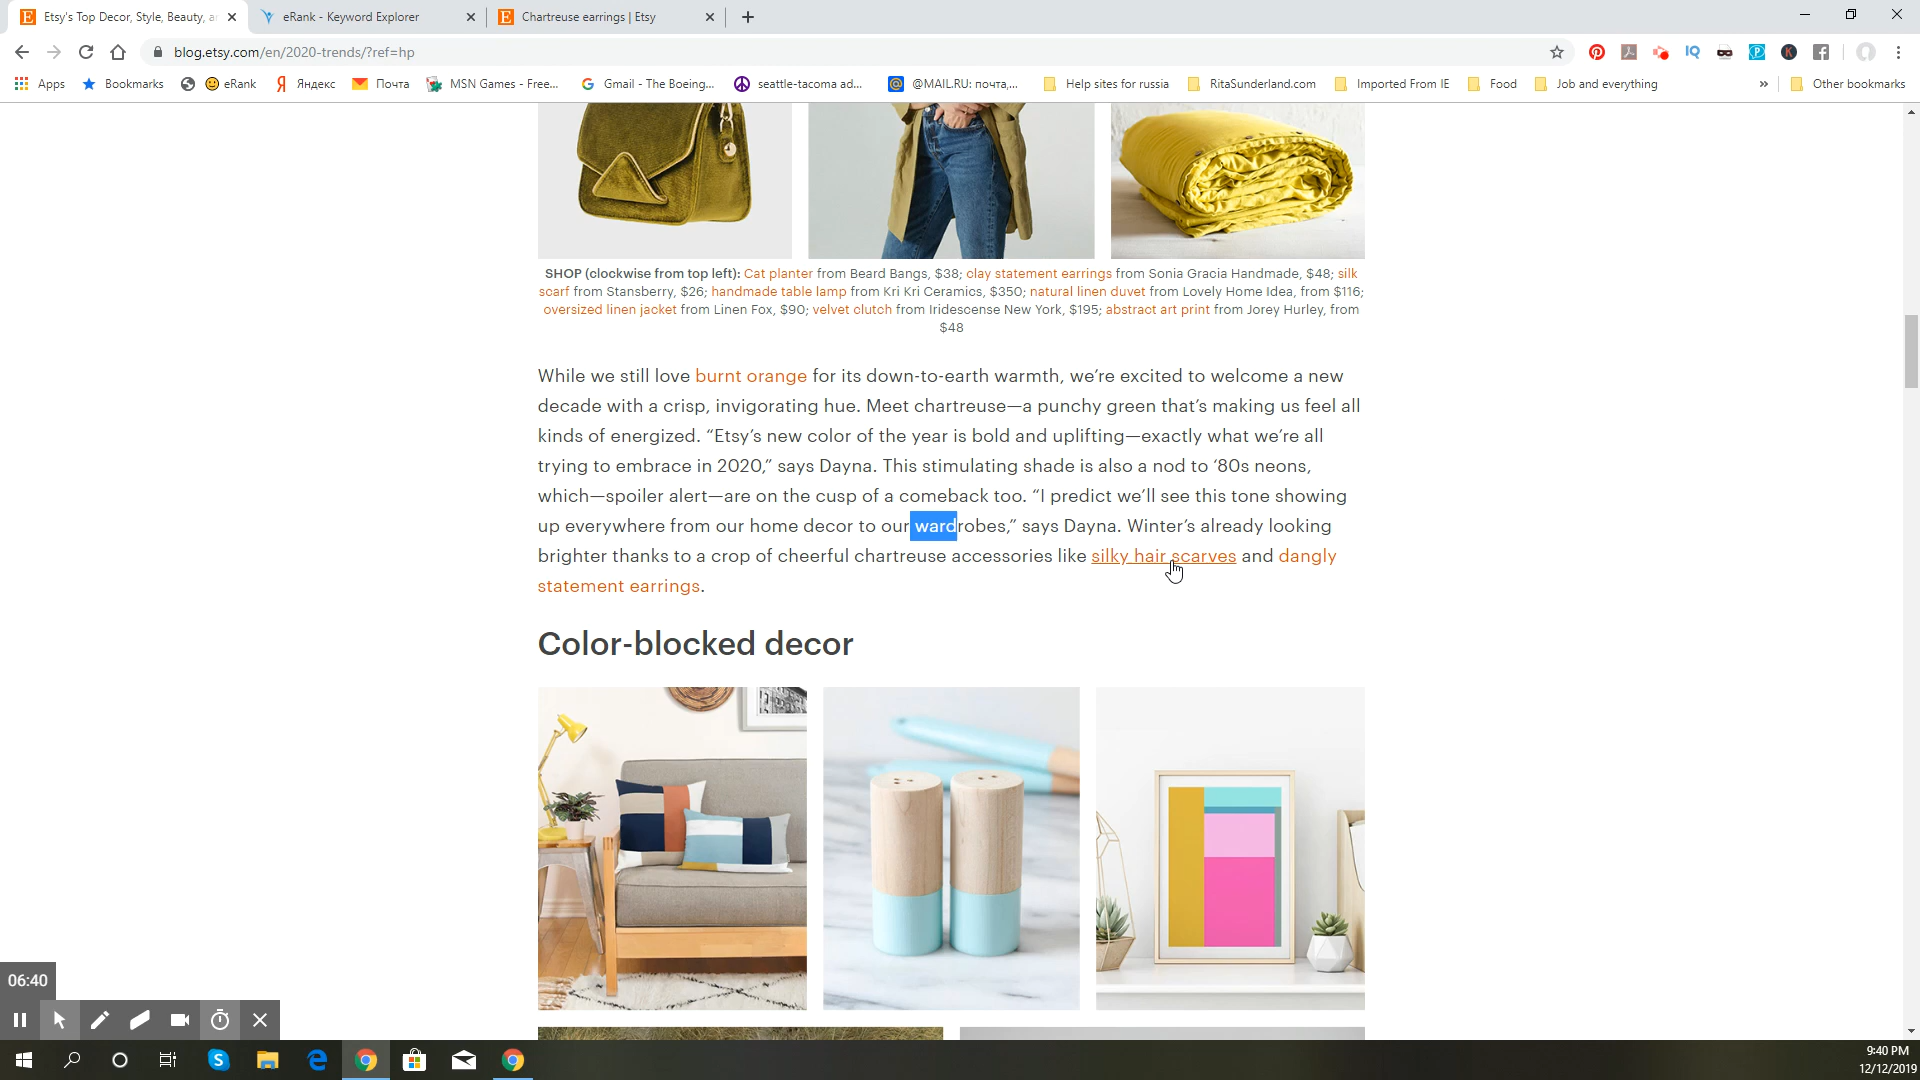 Etsy's Top Decor, Style, Beauty, ar
eRank - Keyword Explorer
Chartreuse earrings | Etsy
blog.etsy.com/en/2020-trends/?ref=hp
Apps
Bookmarks
eRank
Яндекс
Почта
MSN Games - Free...
Gmail - The Boeing...
seattle-tacoma ad...
@MAIL.RU: почта,...
Help sites for russia
RitaSunderland.com
Imported From IE
Food
Job and everything
»
Other bookmarks
SHOP (clockwise from top left): Cat planter from Beard Bangs, $38; clay statement earrings from Sonia Gracia Handmade, $48; silk
scarf from Stansberry, $26; handmade table lamp from Kri Kri Ceramics, $350; natural linen duvet from Lovely Home Idea, from $116;
oversized linen jacket from Linen Fox, $90; velvet clutch from Iridescense New York, $195; abstract art print from Jorey Hurley, from
$48
While we still love burnt orange for its down-to-earth warmth, we're excited to welcome a new
decade with a crisp, invigorating hue. Meet chartreuse—a punchy green that's making us feel all
kinds of energized. “Etsy's new color of the year is bold and uplifting—exactly what we're all
trying to embrace in 2020,” says Dayna. This stimulating shade is also a nod to ‘80s neons,
which—spoiler alert—are on the cusp of a comeback too. “I predict we'll see this tone showing
up everywhere from our home decor to our wardrobes,” says Dayna. Winter's already looking
brighter thanks to a crop of cheerful chartreuse accessories like silky hair scarves and dangly
statement earrings.
Color-blocked decor
06:40
9:40 PM
12/12/2019